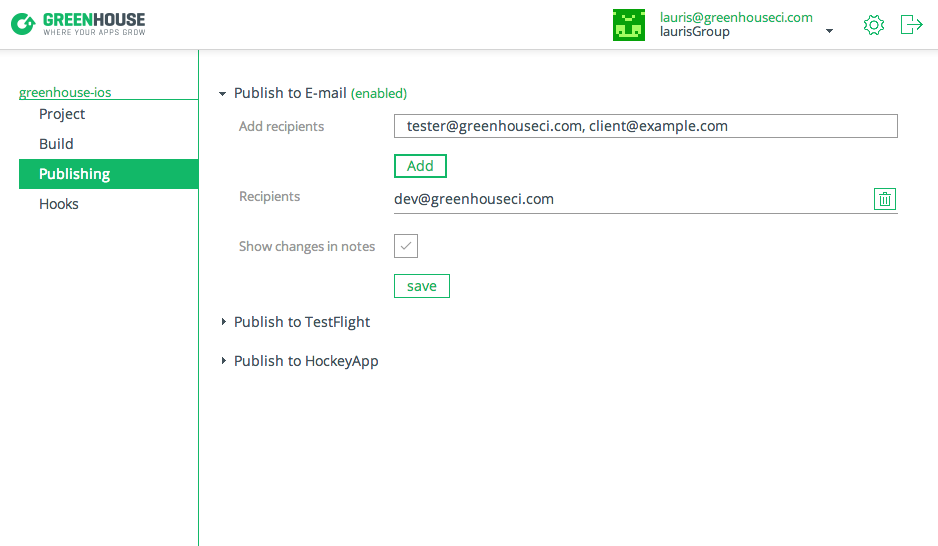 GREENHOUSE
WHERE YOUR APPS GROW
lauris@greenhouseci.com
laurisGroup
greenhouse-ios
Project
Build
Publishing
Hooks
Publish to E-mail (enabled)
Add recipients
tester@greenhouseci.com, client@example.com
Add
Recipients
dev@greenhouseci.com
Show changes in notes
save
Publish to TestFlight
Publish to HockeyApp